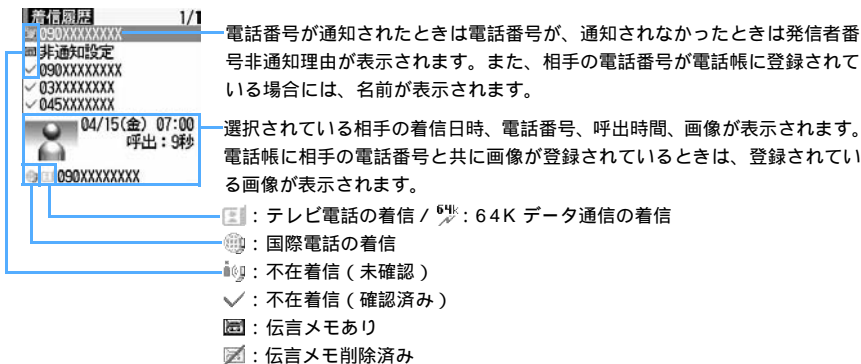 着信履歴 1/1
090XXXXXXXX
非通知設定
090XXXXXXXX
03XXXXXXXX
045XXXXXXX
04/15(金) 07:00
呼出：9秒
090XXXXXXXX
電話番号が通知されたときは電話番号が、通知されなかったときは発信者番
号非通知理由が表示されます。また、相手の電話番号が電話帳に登録されて
いる場合には、名前が表示されます。
選択されている相手の着信日時、電話番号、呼出時間、画像が表示されます。
電話帳に相手の電話番号と共に画像が登録されているときは、登録されてい
る画像が表示されます。
：テレビ電話の着信 / 64K：64K データ通信の着信
：国際電話の着信
：不在着信（未確認）
：不在着信（確認済み）
：伝言メモあり
：伝言メモ削除済み